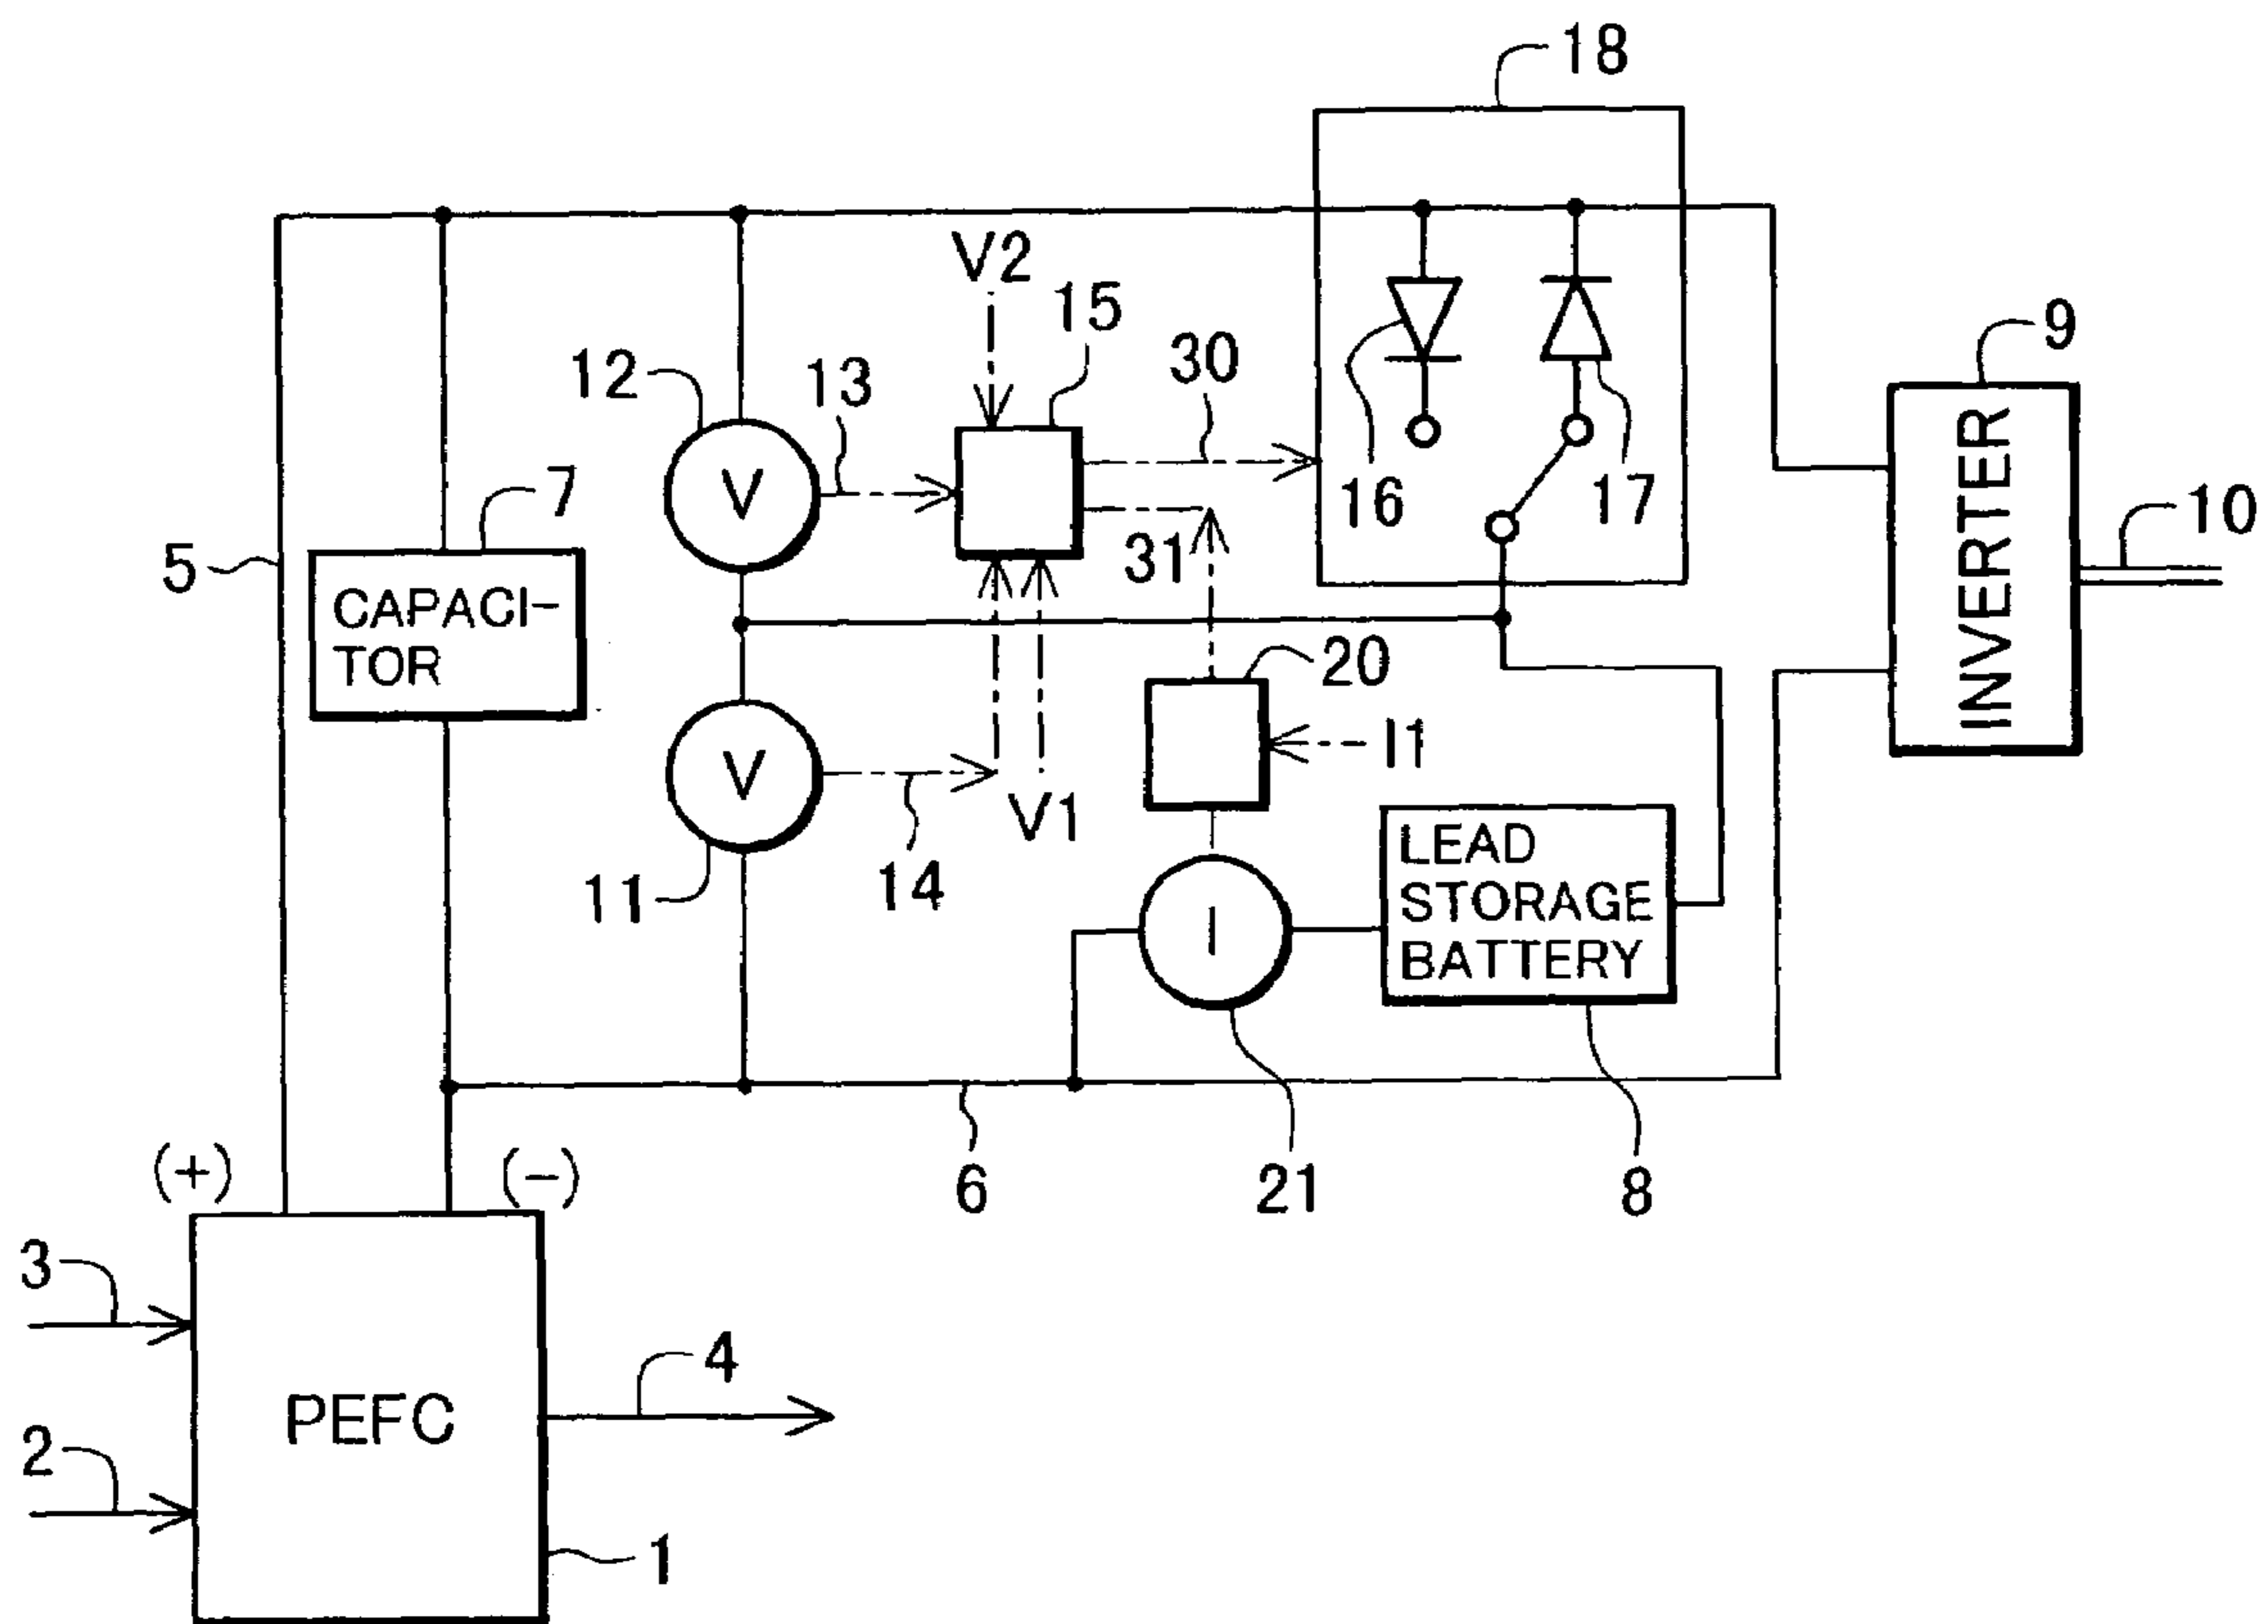 18
V2
15
9
12
13
30
7
16
17
10
5
31
CAPACI-
TOR
V
INVERTER
20
V
I1
V1
11
14
LEAD
STORAGE
BATTERY
I
(+)
(-)
6
21
8
3
4
PEFC
2
1